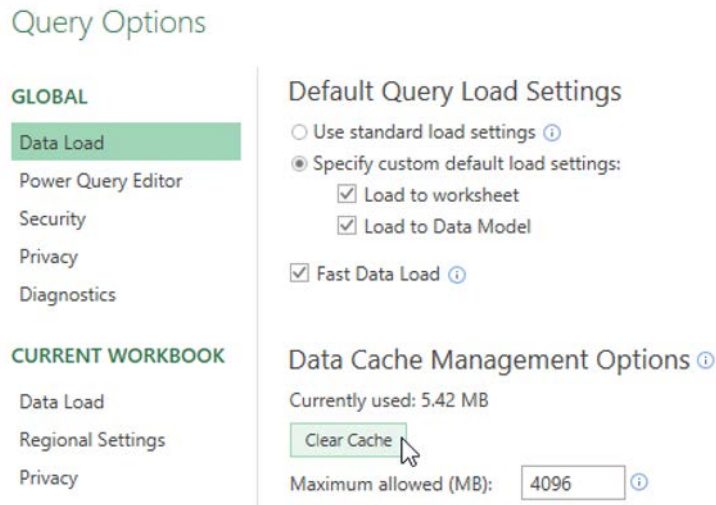 Query Options
GLOBAL
Data Load
Power Query Editor
Security
Privacy
Diagnostics
CURRENT WORKBOOK
Data Load
Regional Settings
Privacy
Default Query Load Settings
Use standard load settings
Specify custom default load settings:
Load to worksheet
Load to Data Model
Fast Data Load
Data Cache Management Options
Currently used: 5.42 MB
Clear Cache
Maximum allowed (MB): 4096